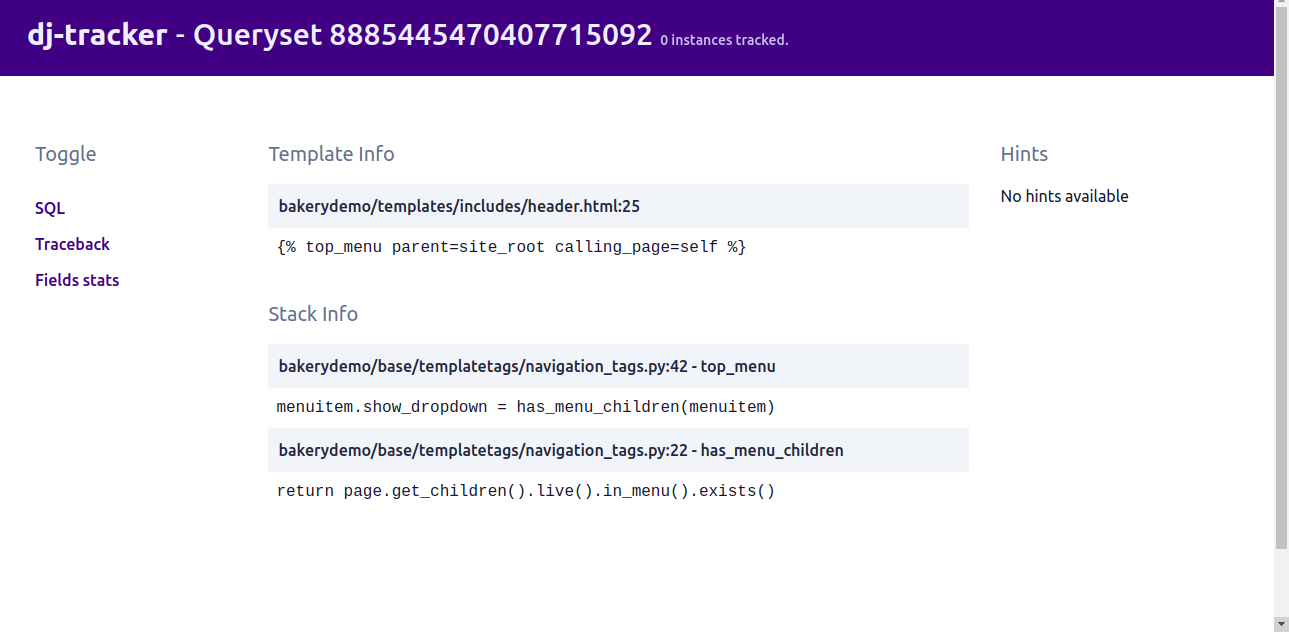 dj-tracker - Queryset 8885445470407715092 0 instances tracked.
Toggle
SQL
Traceback
Fields stats
Template Info
bakerydemo/templates/includes/header.html:25
{% top_menu parent=site_root calling_page=self %}
Stack Info
bakerydemo/base/templatetags/navigation_tags.py:42 - top_menu
menuitem.show_dropdown = has_menu_children(menuitem)
bakerydemo/base/templatetags/navigation_tags.py:22 - has_menu_children
return page.get_children().live().in_menu().exists()
Hints
No hints available